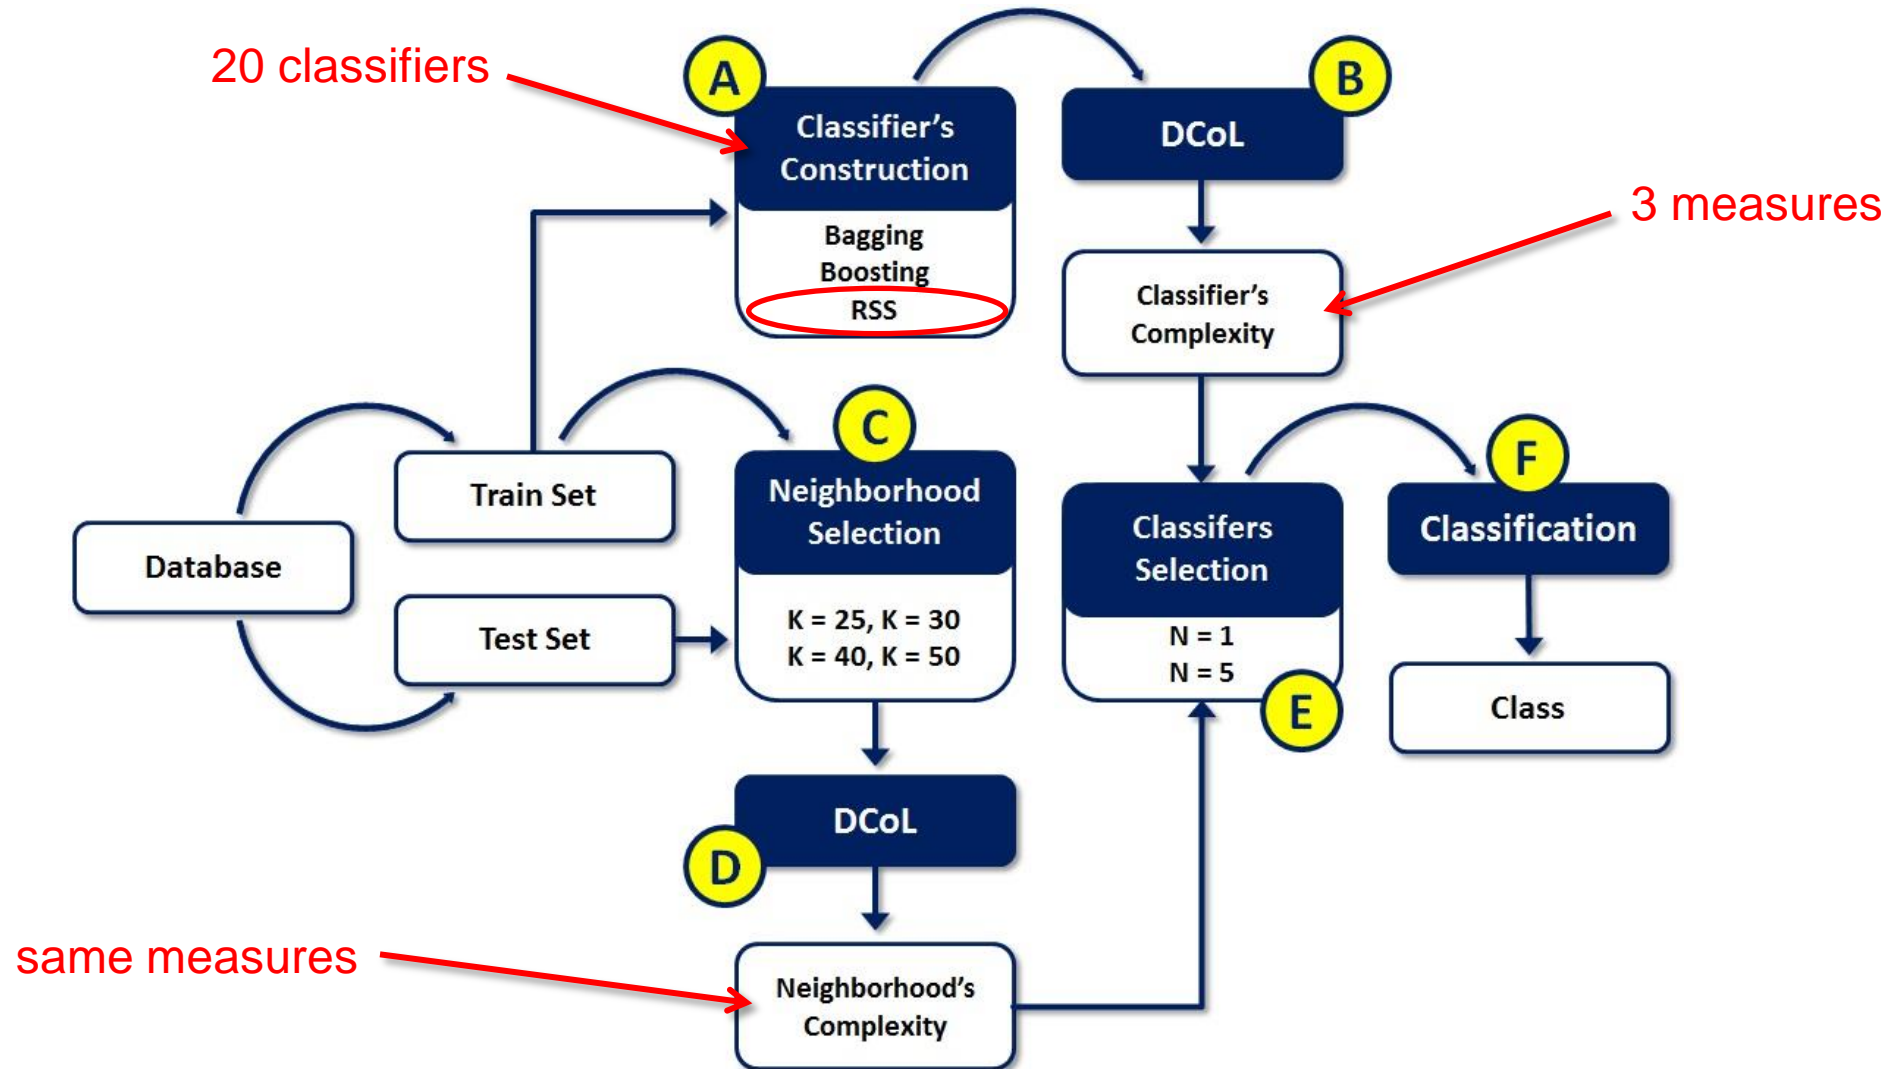 20 classifiers
A
Classifier's
Construction
Bagging
Boosting
RSS
B
DCoL
3 measures
Classifier's
Complexity
Database
Train Set
Test Set
C
Neighborhood
Selection
K = 25, K = 30
K = 40, K = 50
D
DCoL
same measures
Neighborhood's
Complexity
Classifers
Selection
N = 1
N = 5
E
F
Classification
Class